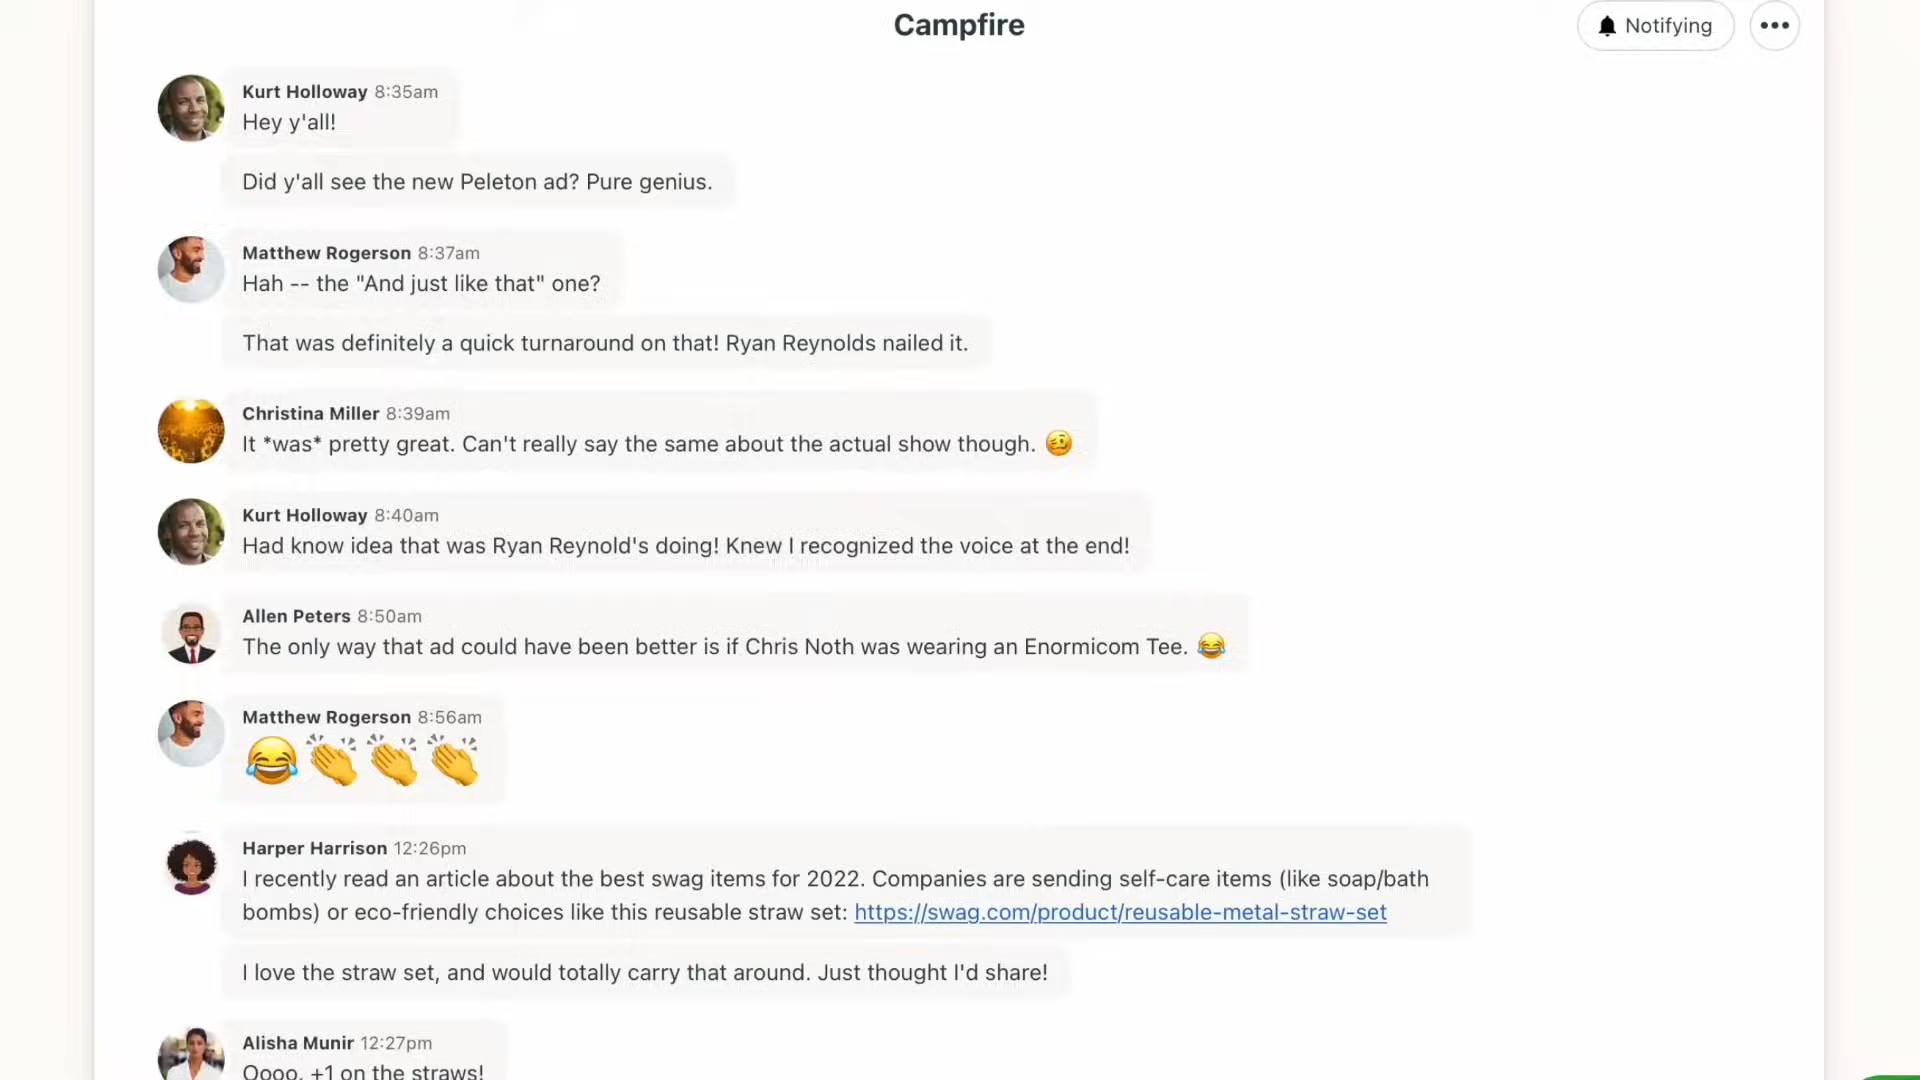 Campfire
Notifying
Kurt Holloway 8:35am
Hey y'all!
Did y'all see the new Peleton ad? Pure genius.
Matthew Rogerson 8:37am
Hah -- the "And just like that" one?
That was definitely a quick turnaround on that! Ryan Reynolds nailed it.
Christina Miller 8:39am
It *was* pretty great. Can't really say the same about the actual show though. 🥴
Kurt Holloway 8:40am
Had know idea that was Ryan Reynold's doing! Knew I recognized the voice at the end!
Allen Peters 8:50am
The only way that ad could have been better is if Chris Noth was wearing an Enormicom Tee. 😂
Matthew Rogerson 8:56am
😂👏👏👏
Harper Harrison 12:26pm
I recently read an article about the best swag items for 2022. Companies are sending self-care items (like soap/bath
bombs) or eco-friendly choices like this reusable straw set: https://swag.com/product/reusable-metal-straw-set
I love the straw set, and would totally carry that around. Just thought I'd share!
Alisha Munir 12:27pm
Oooo, +1 on the straws!